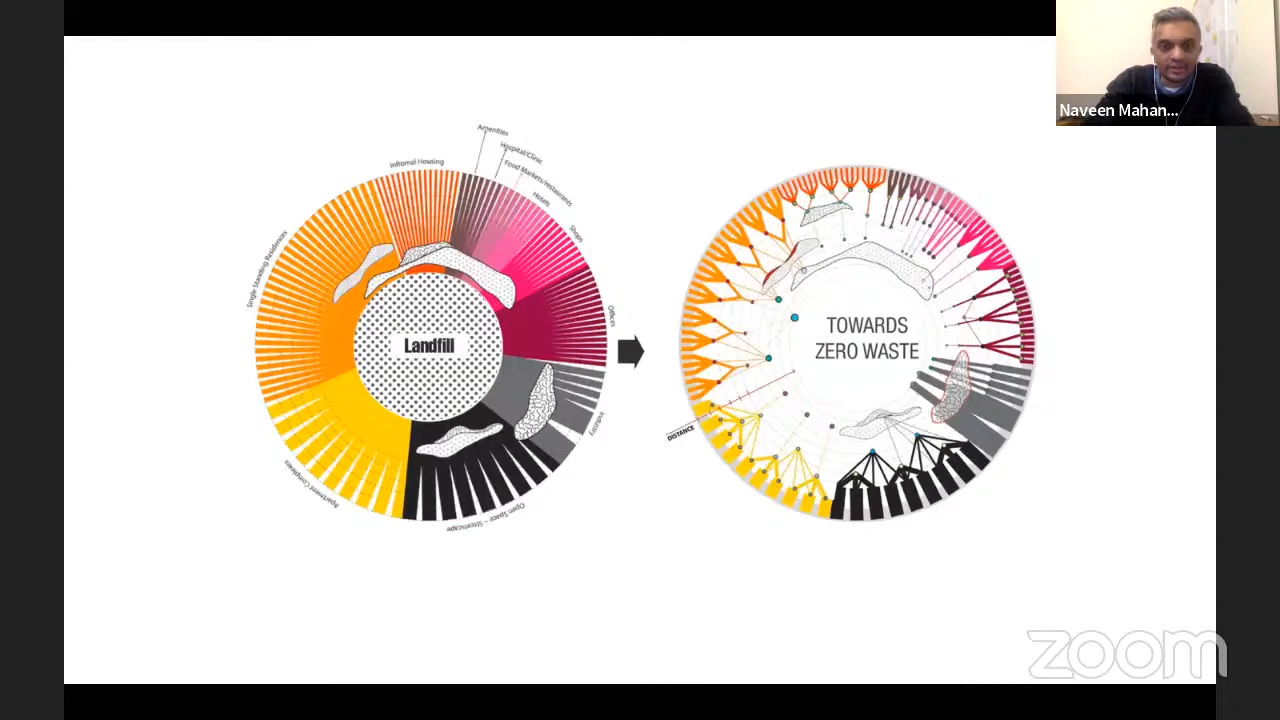 Naveen Mahan...
Amenities
Hospital/Clinic
Food Markets/restaurants
Hotels
Shops
Infromal Housing
Single Standing Residences
Offices
Landfill
Industry
Apartment Complexes
Open Space - Streetscape
TOWARDS
ZERO WASTE
DISTANCE
zoom